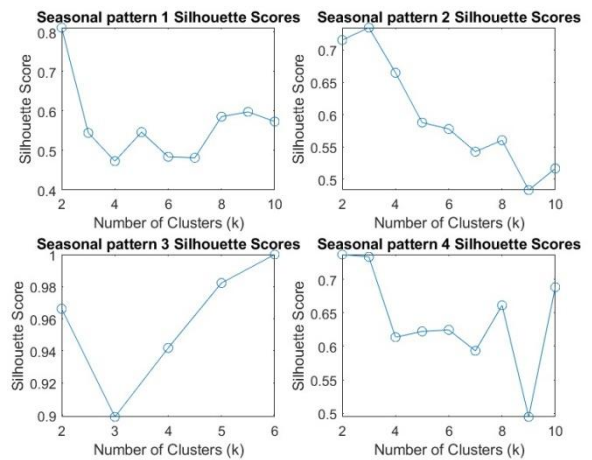 Seasonal pattern 1 Silhouette Scores
0.8
0.7
0.6
0.5
0.4
Silhouette Score
2 4 6 8 10
Number of Clusters (k)
Seasonal pattern 2 Silhouette Scores
0.7
0.65
0.6
0.55
0.5
Silhouette Score
2 4 6 8 10
Number of Clusters (k)
Seasonal pattern 3 Silhouette Scores
1
0.98
0.96
0.94
0.92
0.9
Silhouette Score
2 3 4 5 6
Number of Clusters (k)
Seasonal pattern 4 Silhouette Scores
0.7
0.65
0.6
0.55
0.5
Silhouette Score
2 4 6 8 10
Number of Clusters (k)